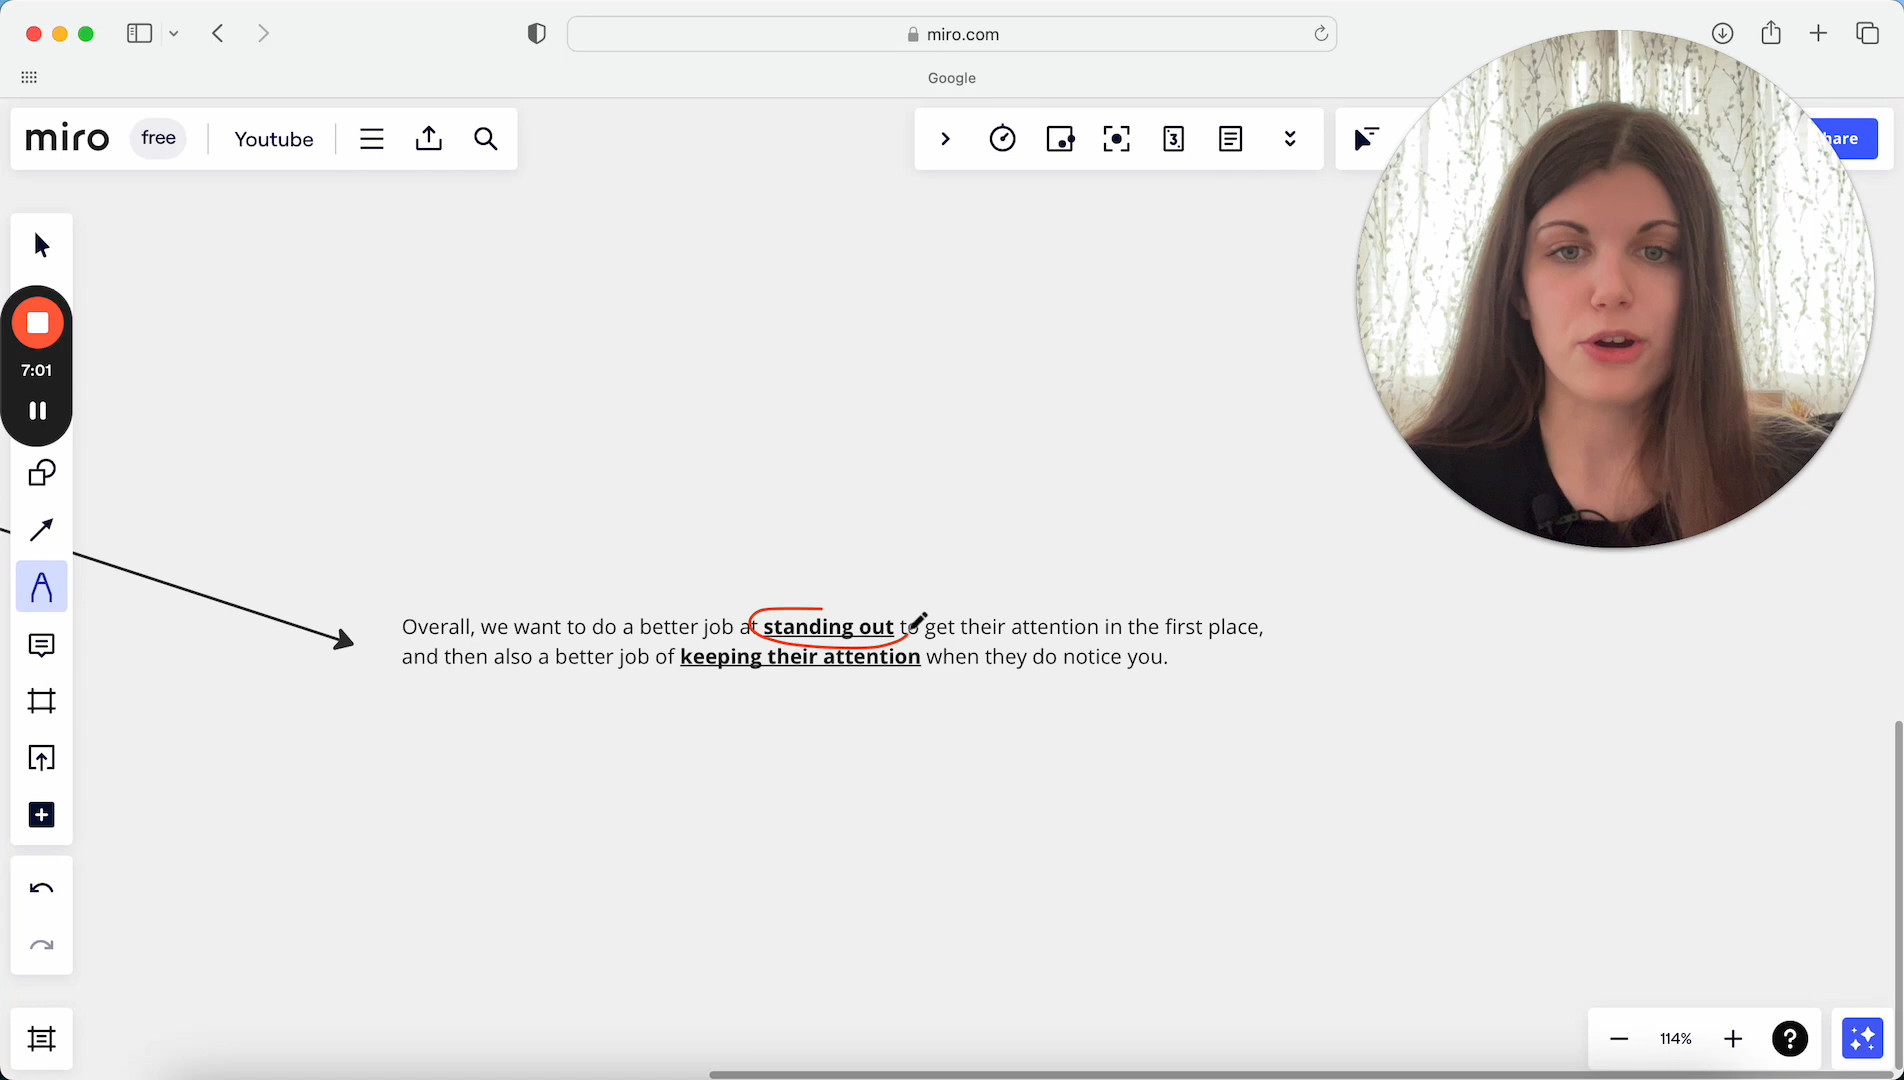 miro.com
Google
miro free Youtube
3
hare
7:01
Overall, we want to do a better job at standing out to get their attention in the first place,
and then also a better job of keeping their attention when they do notice you.
114%
?